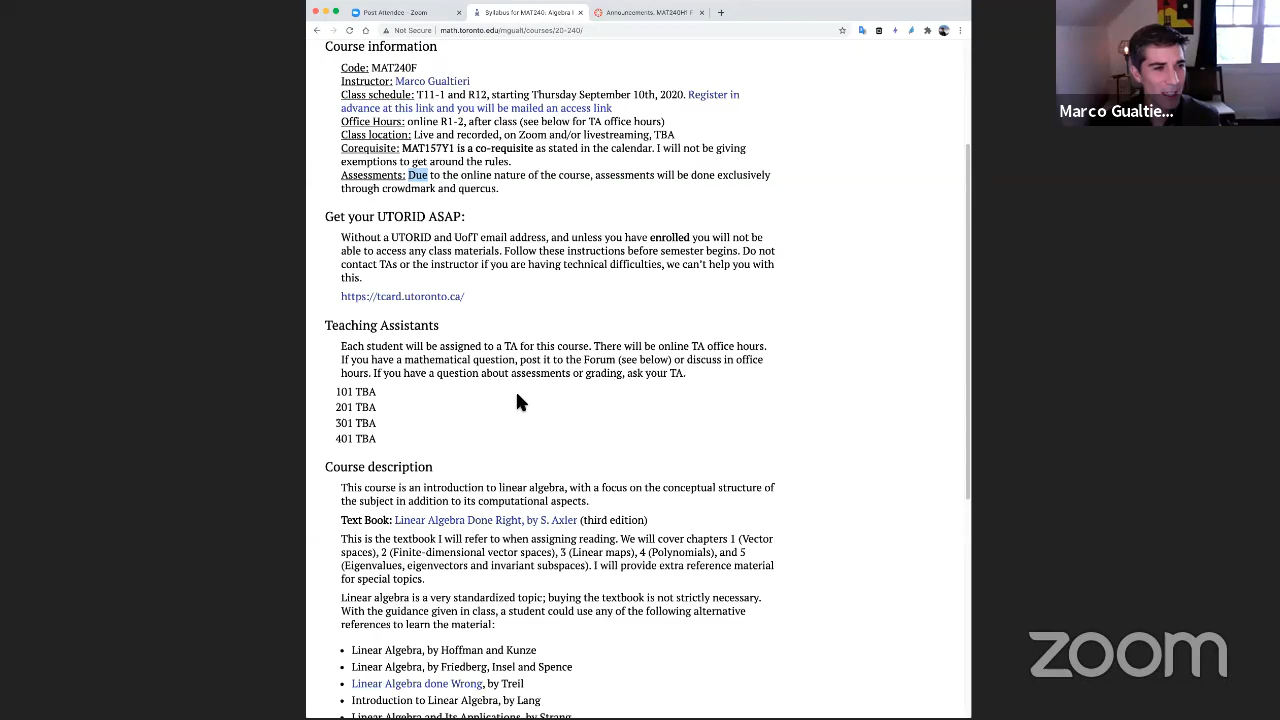 Post Attendee - Zoom
Syllabus for MAT240: Algebra I
Announcements. MAT240H1 F
Not Secure | math.toronto.edu/mgualt/courses/20-240/
Course information
Code: MAT240F
Instructor: Marco Gualtieri
Class schedule: T11-1 and R12, starting Thursday September 10th, 2020. Register in
advance at this link and you will be mailed an access link
Office Hours: online R1-2, after class (see below for TA office hours)
Class location: Live and recorded, on Zoom and/or livestreaming, TBA
Corequisite: MAT157Y1 is a co-requisite as stated in the calendar. I will not be giving
exemptions to get around the rules.
Assessments: Due to the online nature of the course, assessments will be done exclusively
through crowdmark and quercus.
Get your UTORID ASAP:
Without a UTORID and UofT email address, and unless you have enrolled you will not be
able to access any class materials. Follow these instructions before semester begins. Do not
contact TAs or the instructor if you are having technical difficulties, we can't help you with
this.
https://tcard.utoronto.ca/
Teaching Assistants
Each student will be assigned to a TA for this course. There will be online TA office hours.
If you have a mathematical question, post it to the Forum (see below) or discuss in office
hours. If you have a question about assessments or grading, ask your TA.
101 TBA
201 TBA
301 TBA
401 TBA
Course description
This course is an introduction to linear algebra, with a focus on the conceptual structure of
the subject in addition to its computational aspects.
Text Book: Linear Algebra Done Right, by S. Axler (third edition)
This is the textbook I will refer to when assigning reading. We will cover chapters 1 (Vector
spaces), 2 (Finite-dimensional vector spaces), 3 (Linear maps), 4 (Polynomials), and 5
(Eigenvalues, eigenvectors and invariant subspaces). I will provide extra reference material
for special topics.
Linear algebra is a very standardized topic; buying the textbook is not strictly necessary.
With the guidance given in class, a student could use any of the following alternative
references to learn the material:
• Linear Algebra, by Hoffman and Kunze
• Linear Algebra, by Friedberg, Insel and Spence
• Linear Algebra done Wrong, by Treil
• Introduction to Linear Algebra, by Lang
• Linear Algebra and Its Applications, by Strang
Marco Gualtie...
zoom